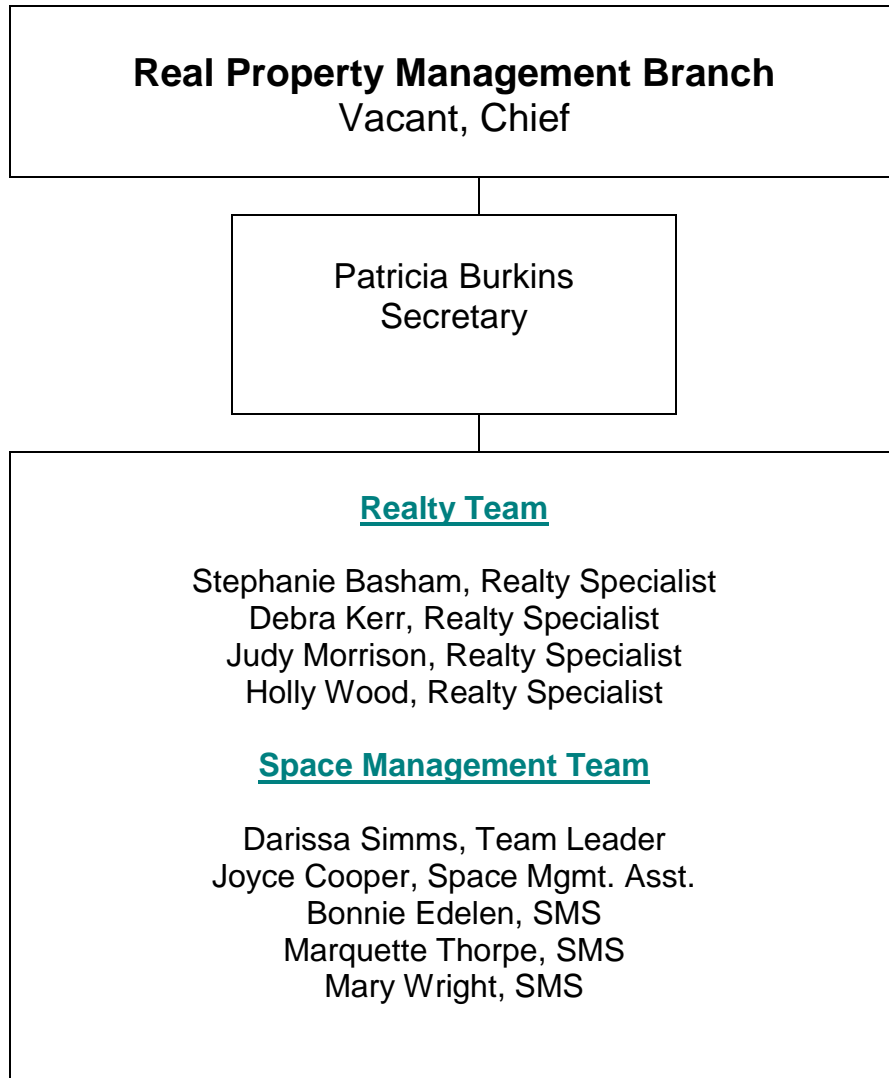 Real Property Management Branch
Vacant, Chief
Patricia Burkins
Secretary
Realty Team
Stephanie Basham, Realty Specialist
Debra Kerr, Realty Specialist
Judy Morrison, Realty Specialist
Holly Wood, Realty Specialist
Space Management Team
Darissa Simms, Team Leader
Joyce Cooper, Space Mgmt. Asst.
Bonnie Edelen, SMS
Marquette Thorpe, SMS
Mary Wright, SMS